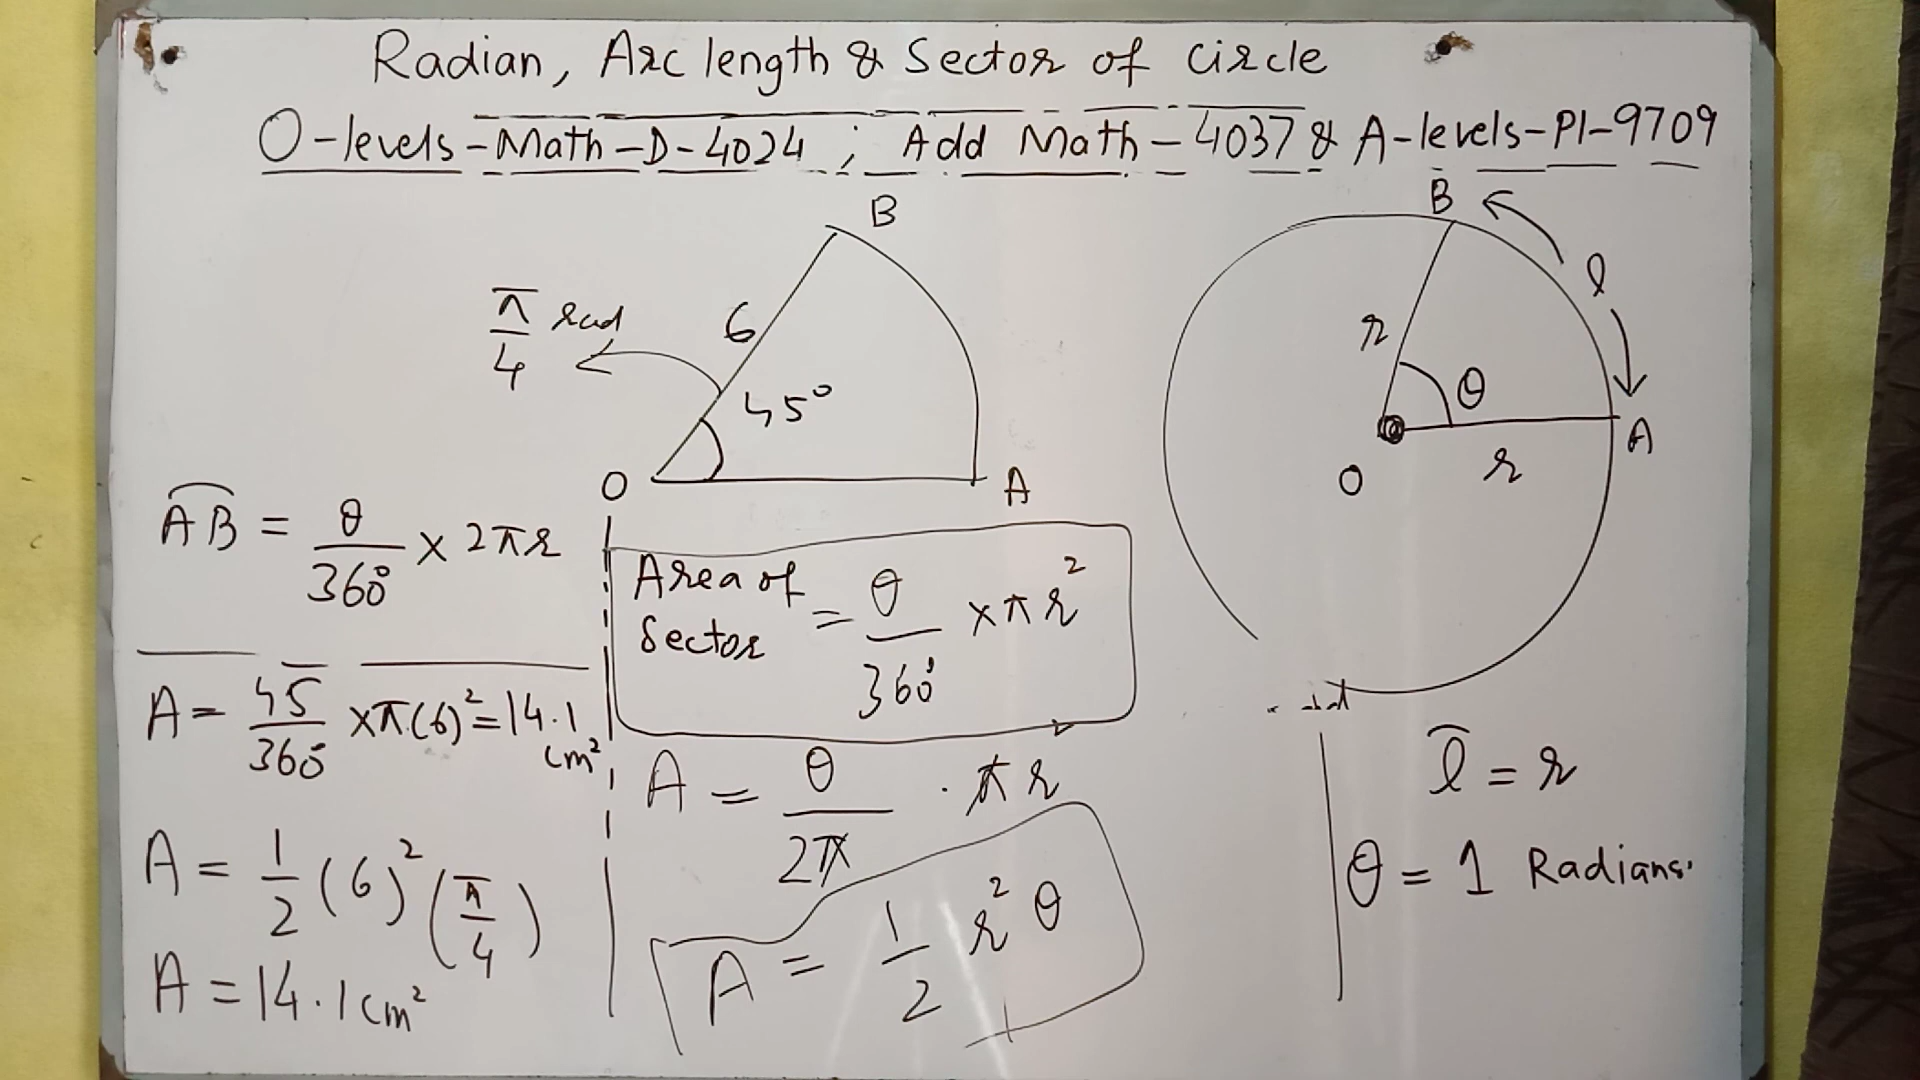 Radian, Arc length & Sector of circle
O-levels-Math-D-4024 ; Add Math-4037 & A-levels-P1-9709
B
π/4 rad
6
45°
O
A
B
l
r
θ
r
O
A
AB = θ/360° × 2πr
A = 45/360° × π.(6)² = 14.1 cm²
A = 1/2 (6)² (π/4)
A = 14.1 cm²
Area of Sector = θ/360° × πr²
A = θ/2π . πr
A = 1/2 r² θ
l = r
θ = 1 Radians.